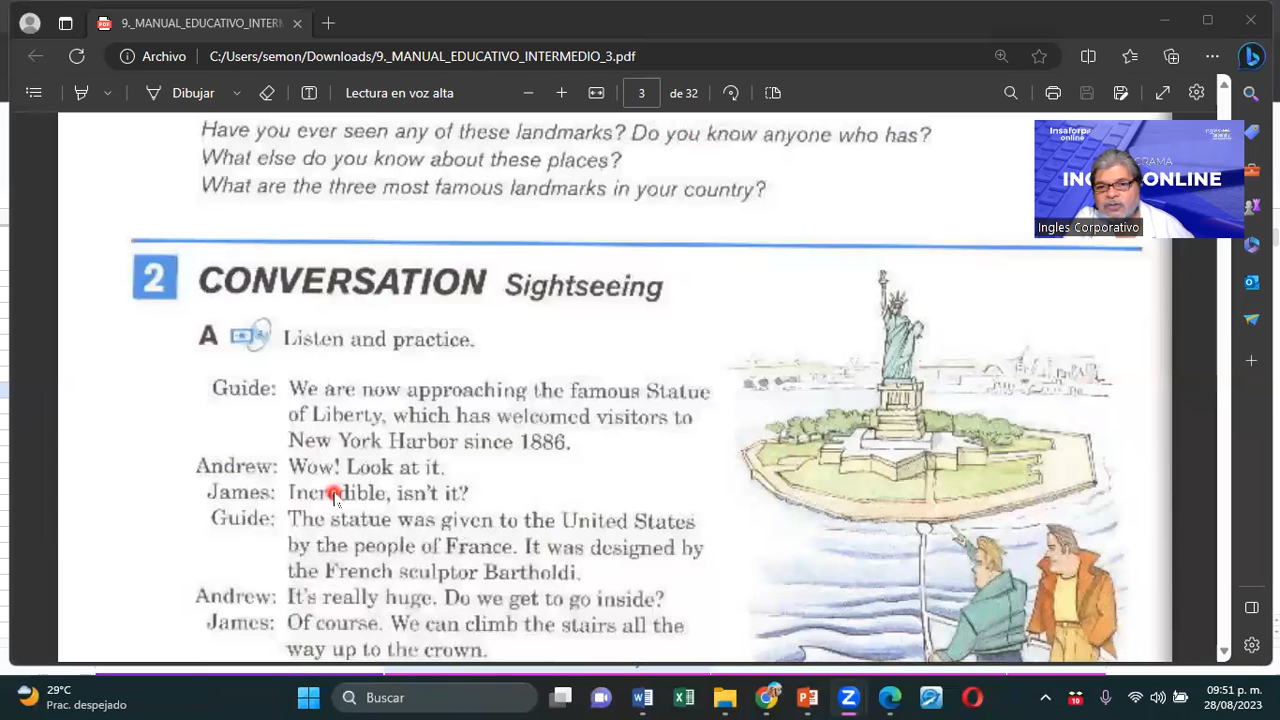 9._MANUAL_EDUCATIVO_INTERM
Archivo
C:/Users/semon/Downloads/9._MANUAL_EDUCATIVO_INTERMEDIO_3.pdf
Dibujar
Lectura en voz alta
3
de 32
Have you ever seen any of these landmarks? Do you know anyone who has?
What else do you know about these places?
What are the three most famous landmarks in your country?
Insaforp
online
INGLES ONLINE
Ingles Corporativo
2 CONVERSATION Sightseeing
A Listen and practice.
Guide: We are now approaching the famous Statue
of Liberty, which has welcomed visitors to
New York Harbor since 1886.
Andrew: Wow! Look at it.
James: Incredible, isn't it?
Guide: The statue was given to the United States
by the people of France. It was designed by
the French sculptor Bartholdi.
Andrew: It's really huge. Do we get to go inside?
James: Of course. We can climb the stairs all the
way up to the crown.
29°C
Prac. despejado
Buscar
10
09:51 p. m.
28/08/2023